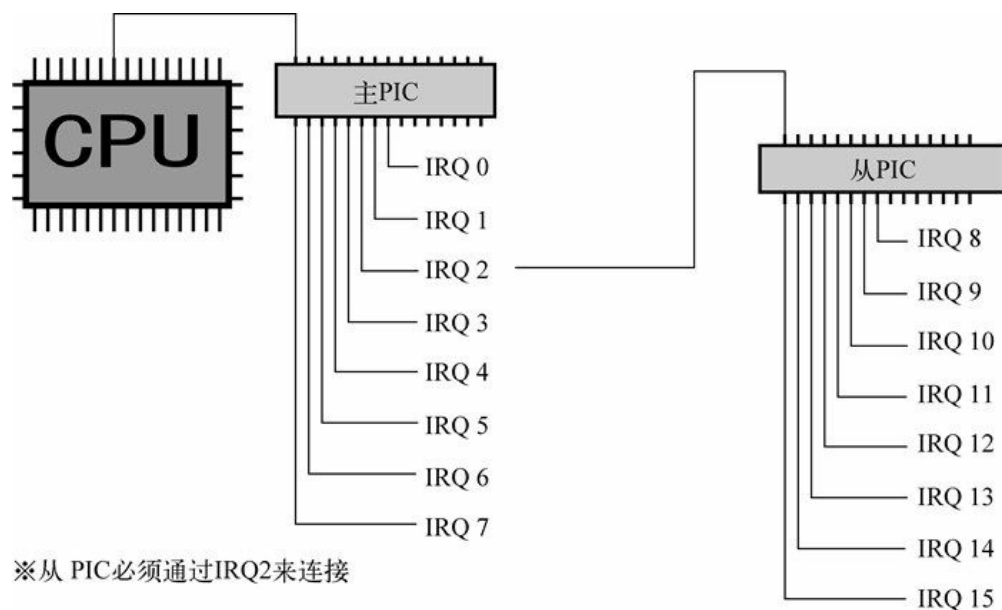 CPU
主PIC
IRQ 0
IRQ 1
IRQ 2
IRQ 3
IRQ 4
IRQ 5
IRQ 6
IRQ 7
从PIC
IRQ 8
IRQ 9
IRQ 10
IRQ 11
IRQ 12
IRQ 13
IRQ 14
IRQ 15
※从 PIC必须通过IRQ2来连接